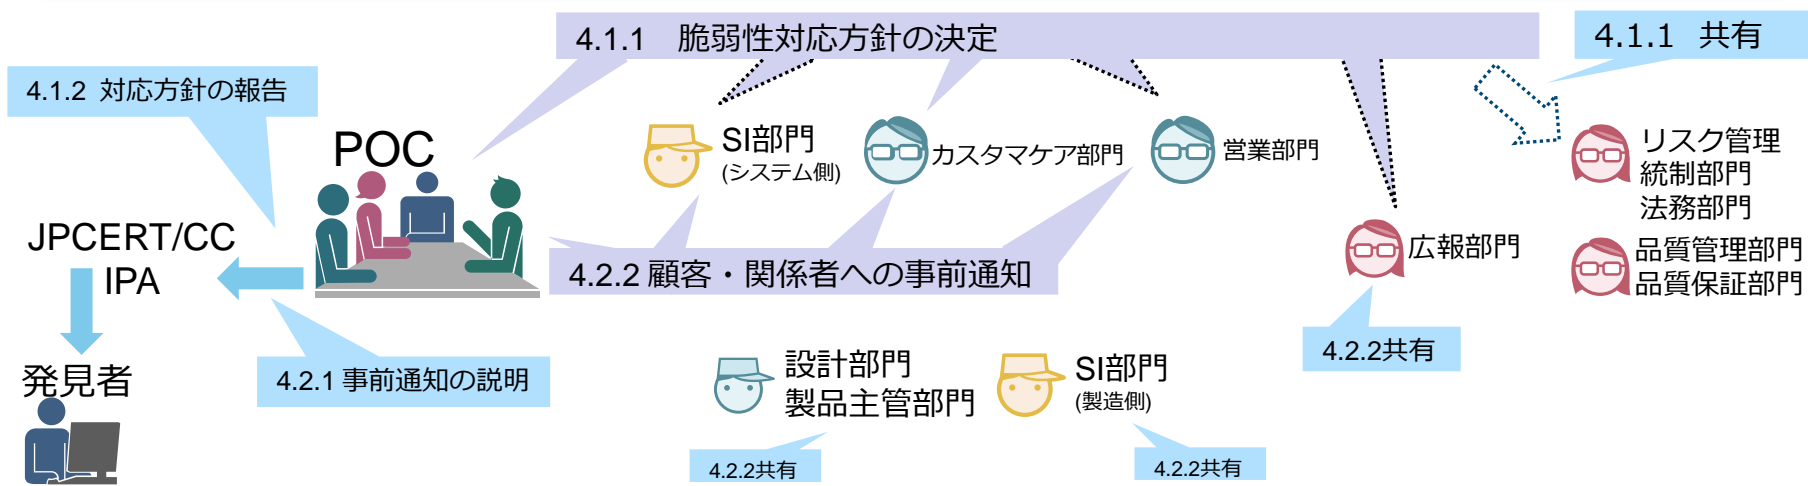 4.1.1 脆弱性対応方針の決定
4.1.1 共有
4.1.2 対応方針の報告
POC
SI部門
(システム側)
カスタマケア部門
営業部門
リスク管理
統制部門
法務部門
JPCERT/CC
IPA
4.2.2 顧客・関係者への事前通知
広報部門
品質管理部門
品質保証部門
発見者
4.2.1 事前通知の説明
設計部門
製品主管部門
SI部門
(製造側)
4.2.2共有
4.2.2共有
4.2.2共有